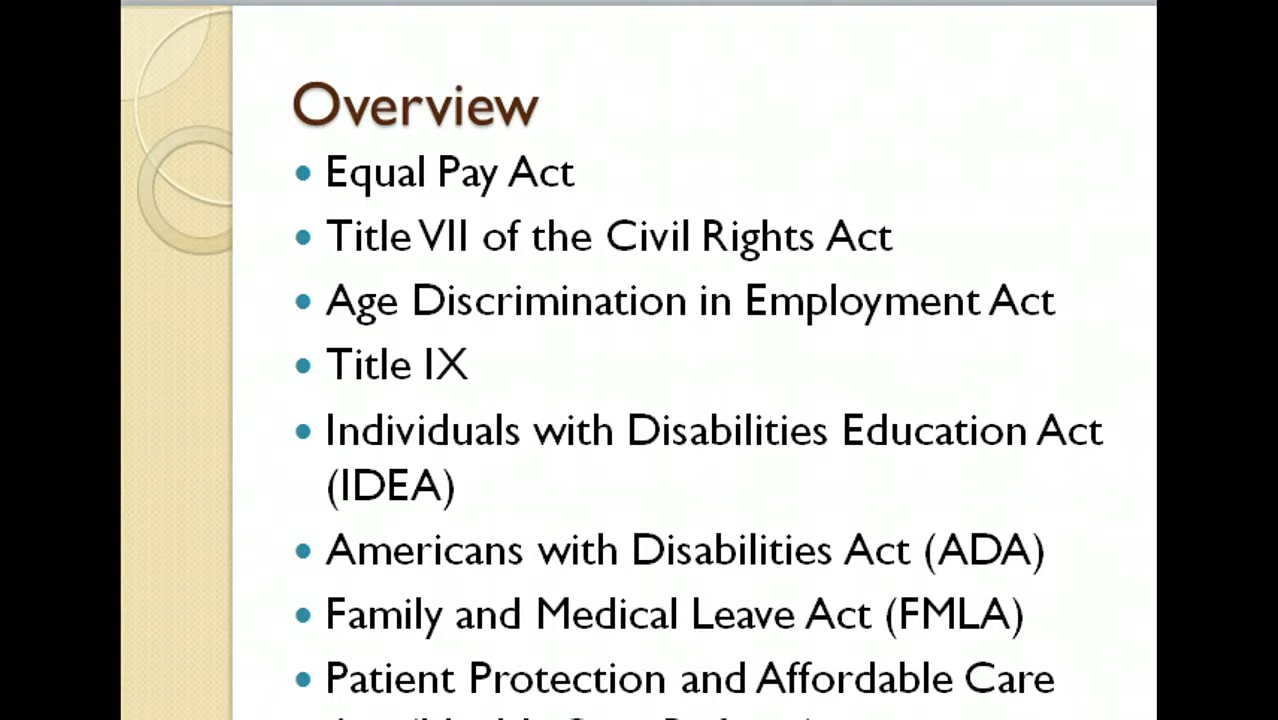 Overview
• Equal Pay Act
• Title VII of the Civil Rights Act
• Age Discrimination in Employment Act
• Title IX
• Individuals with Disabilities Education Act
(IDEA)
• Americans with Disabilities Act (ADA)
• Family and Medical Leave Act (FMLA)
• Patient Protection and Affordable Care